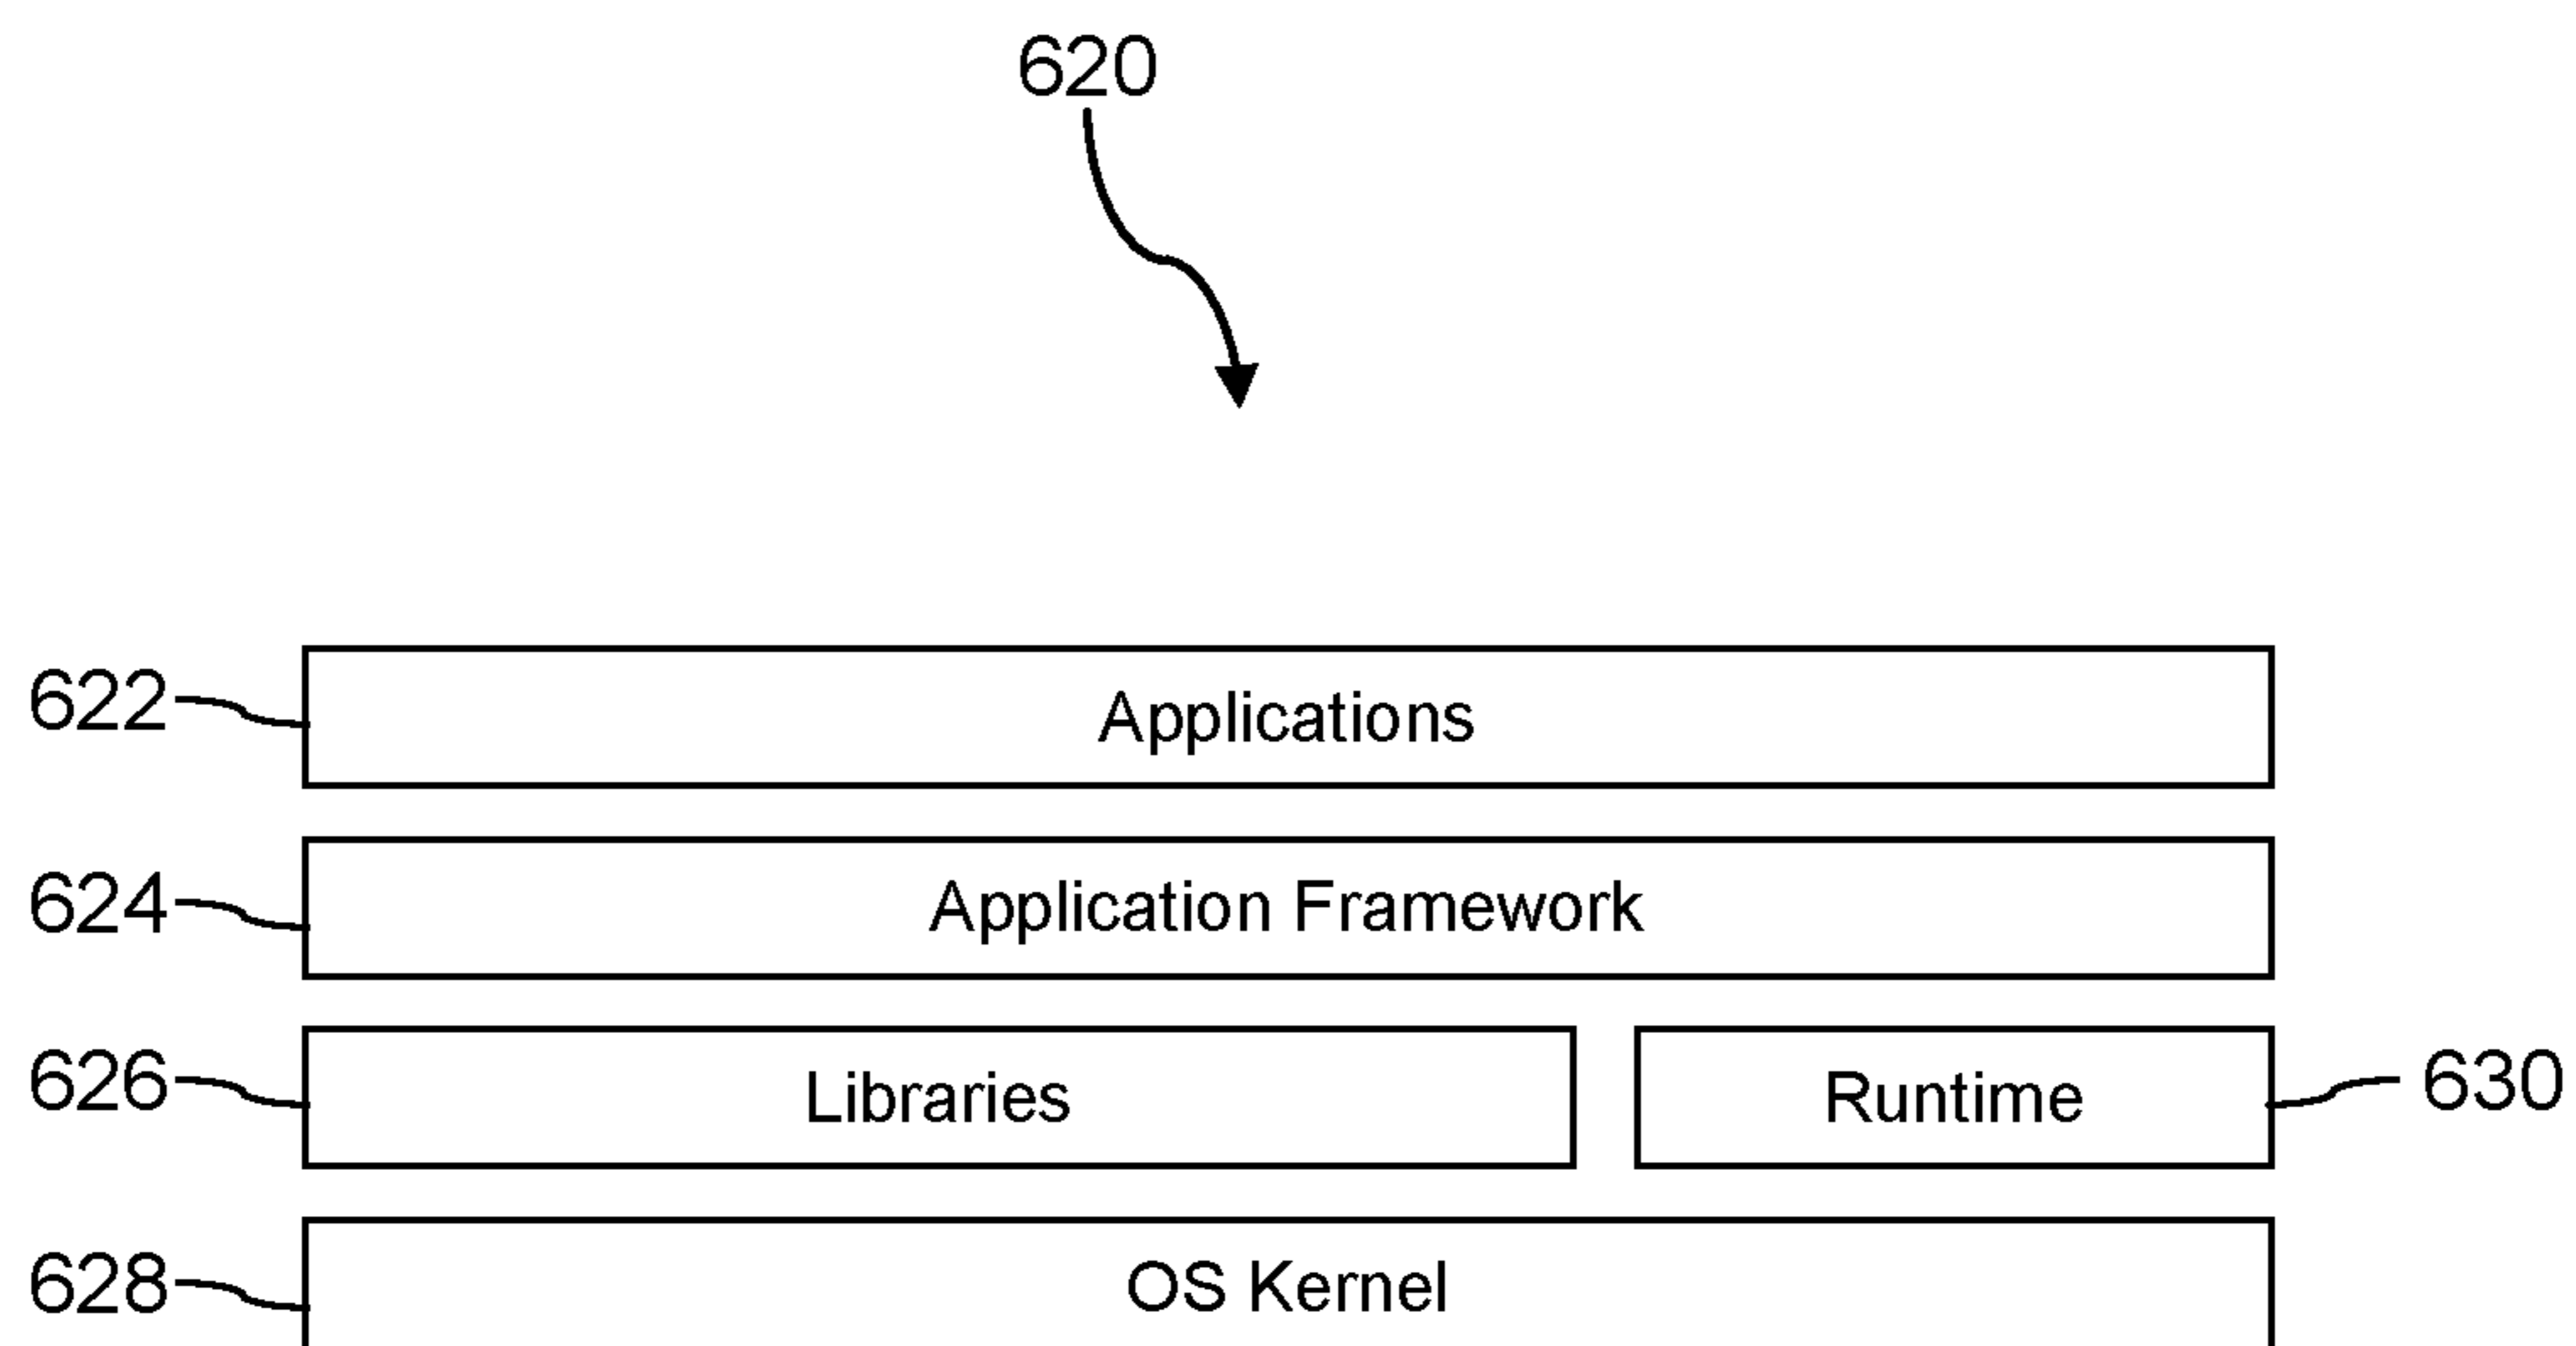 620
622 Applications
624 Application Framework
626 Libraries Runtime 630
628 OS Kernel